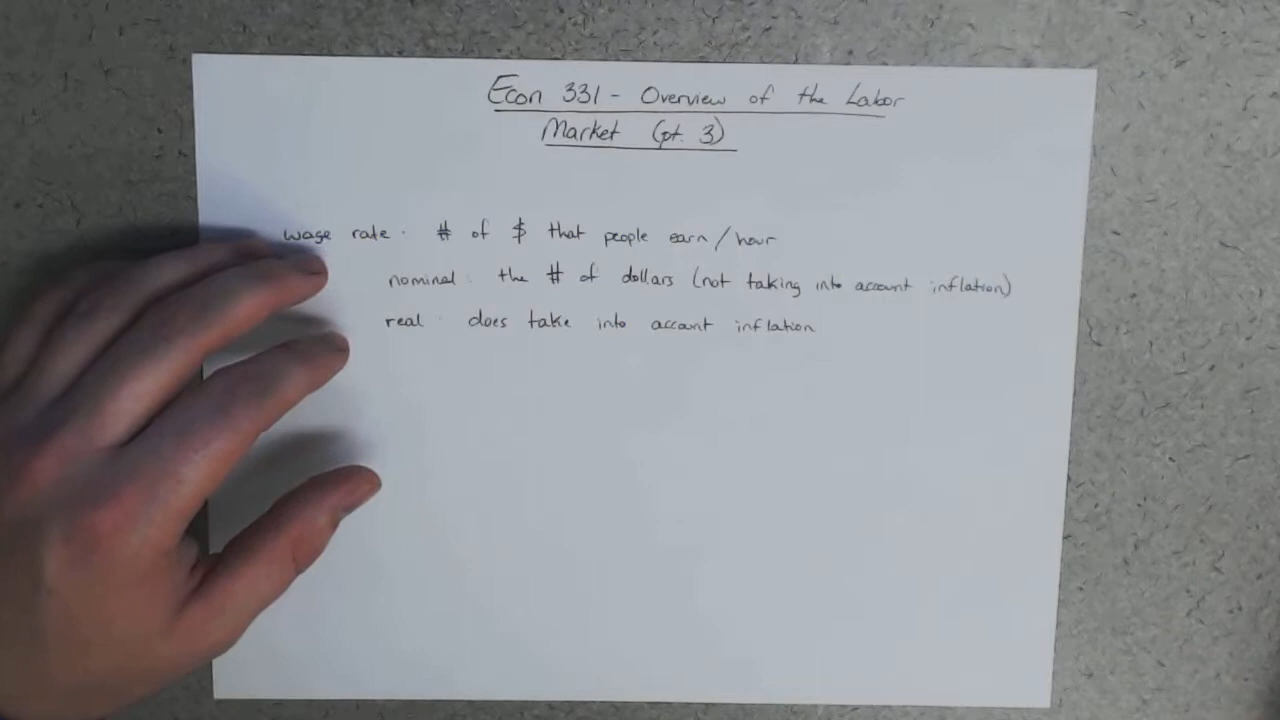 Econ 331 - Overview of the Labor
Market (pt. 3)
wage rate: # of $ that people earn/hour
nominal: the # of dollars (not taking into account inflation)
real: does take into account inflation